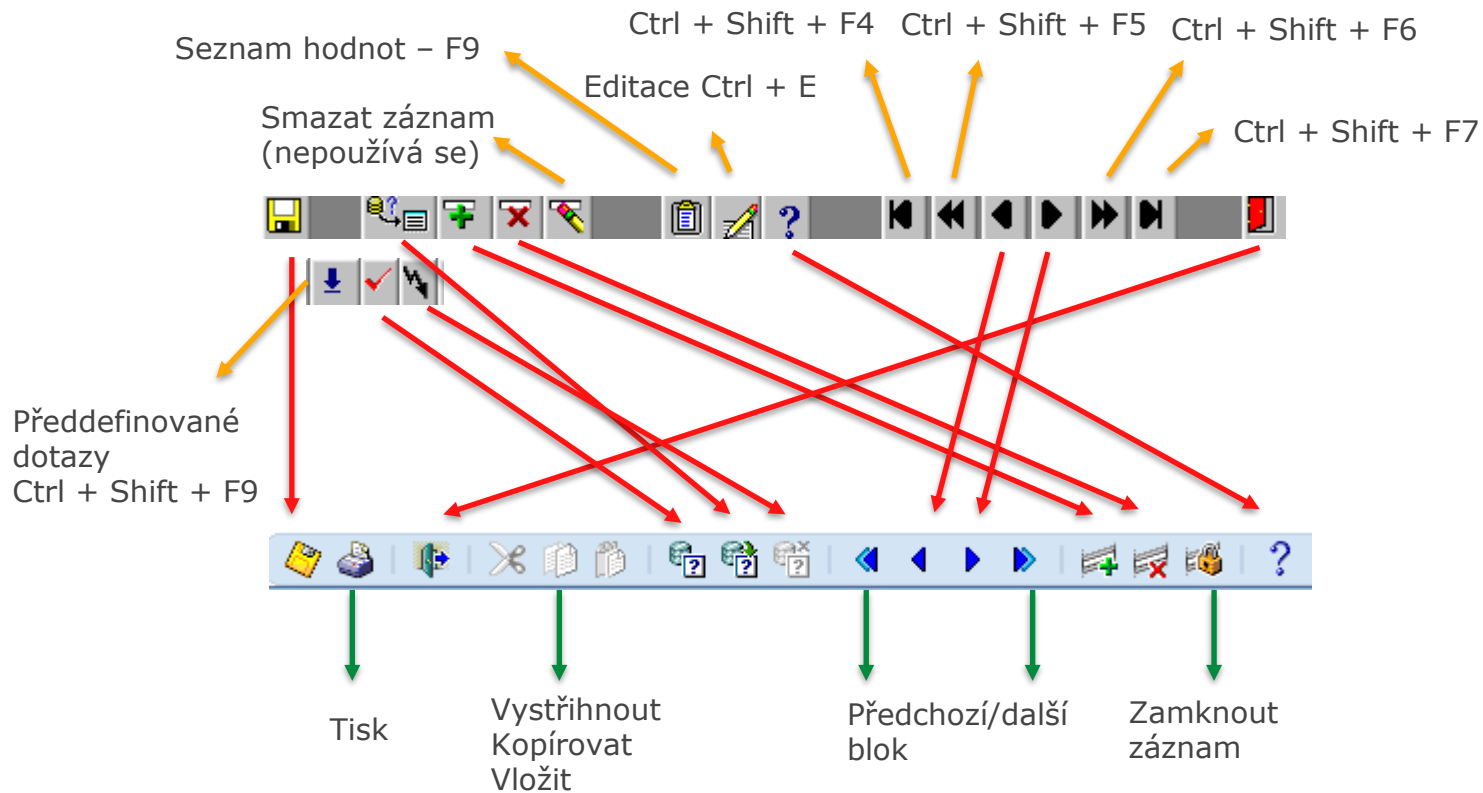 Ctrl + Shift + F4
Ctrl + Shift + F5
Ctrl + Shift + F6
Seznam hodnot – F9
Editace Ctrl + E
Smazat záznam
(nepoužívá se)
Ctrl + Shift + F7
Předdefinované
dotazy
Ctrl + Shift + F9
Tisk
Vystřihnout
Kopírovat
Vložit
Předchozí/další
blok
Zamknout
záznam